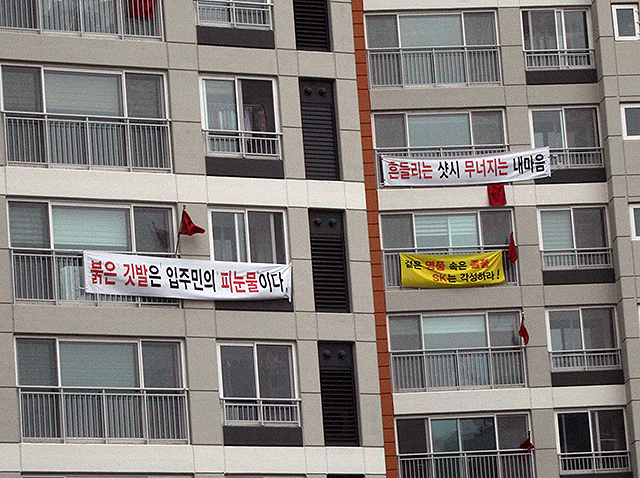 흔들리는 샷시 무너지는 내마음
겉은 명품 속은 졸작
SK는 각성하라!
붉은 깃발은 입주민의 피눈물이다.